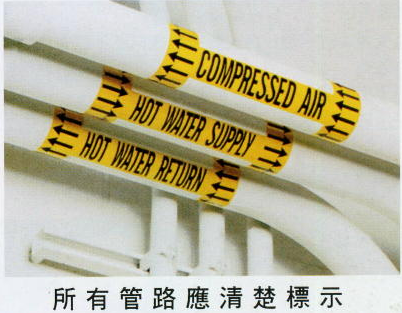 COMPRESSED AIR
HOT WATER SUPPLY
HOT WATER RETURN
所有管路應清楚標示